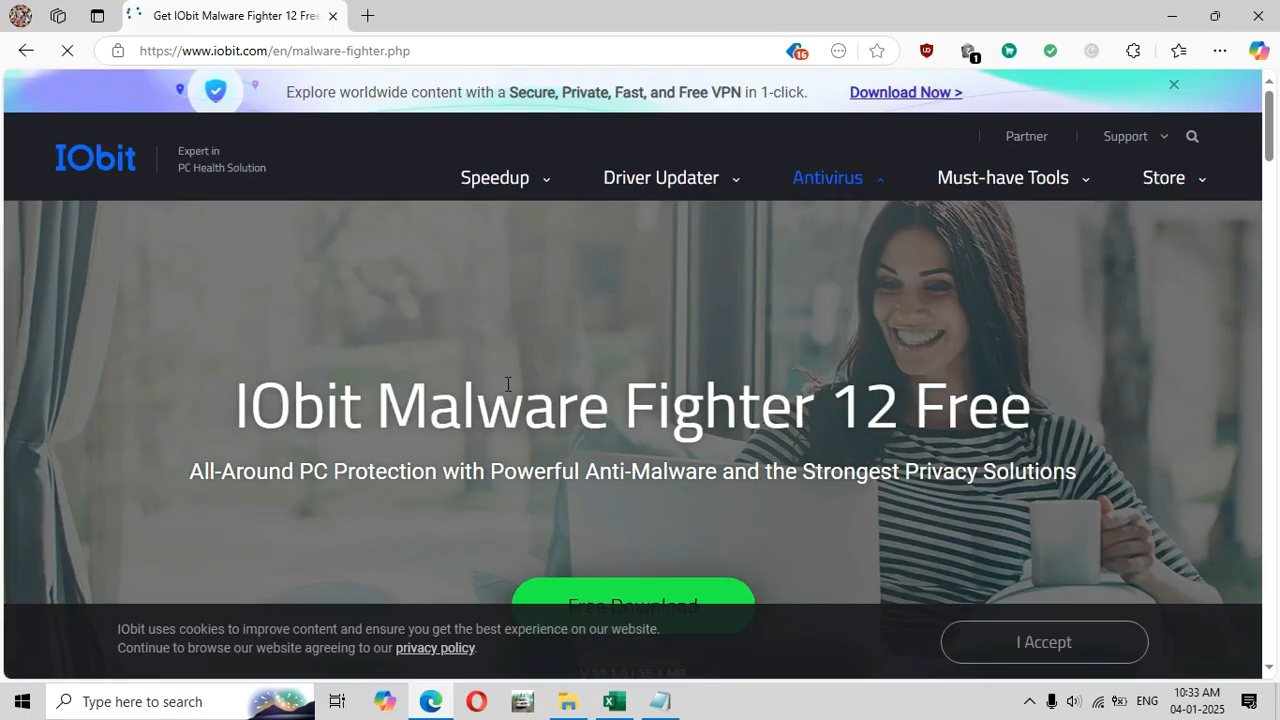 Get IObit Malware Fighter 12 Free
https://www.iobit.com/en/malware-fighter.php
16
1
Explore worldwide content with a Secure, Private, Fast, and Free VPN in 1-click.
Download Now >
Partner
Support
IObit
Expert in
PC Health Solution
Speedup
Driver Updater
Antivirus
Must-have Tools
Store
IObit Malware Fighter 12 Free
All-Around PC Protection with Powerful Anti-Malware and the Strongest Privacy Solutions
Free Download
IObit uses cookies to improve content and ensure you get the best experience on our website.
Continue to browse our website agreeing to our privacy policy.
I Accept
Type here to search
ENG
10:33 AM
04-01-2025